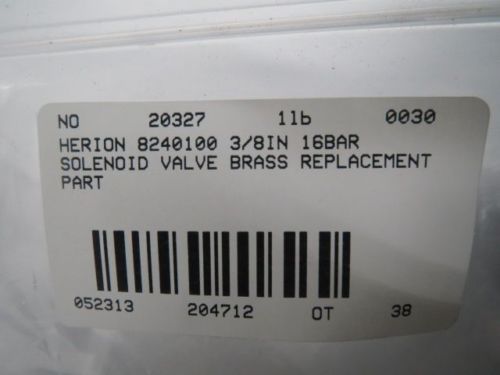 NO 20327 1lb 0030
HERION 8240100 3/8IN 16BAR
SOLENOID VALVE BRASS REPLACEMENT
PART
052313 204712 OT 38